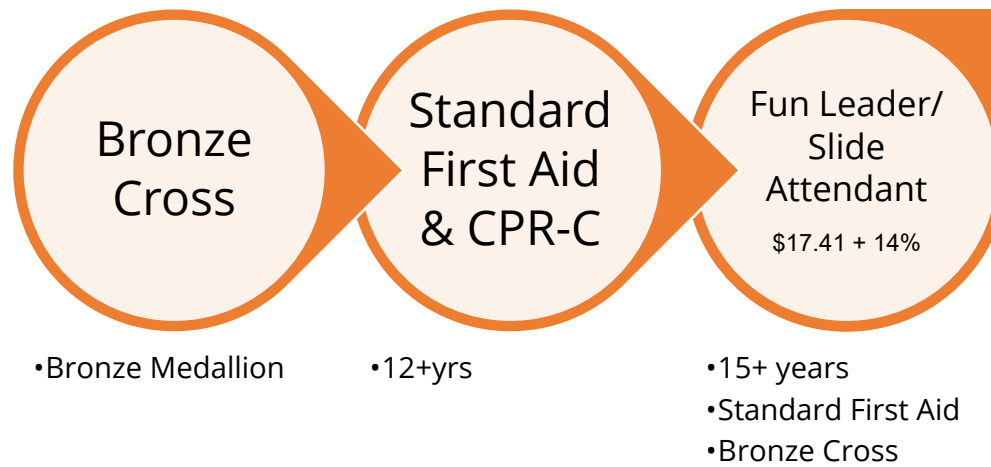 Bronze
Cross
Standard
First Aid
& CPR-C
Fun Leader/
Slide
Attendant
$17.41 + 14%
•Bronze Medallion
•12+yrs
•15+ years
•Standard First Aid
•Bronze Cross